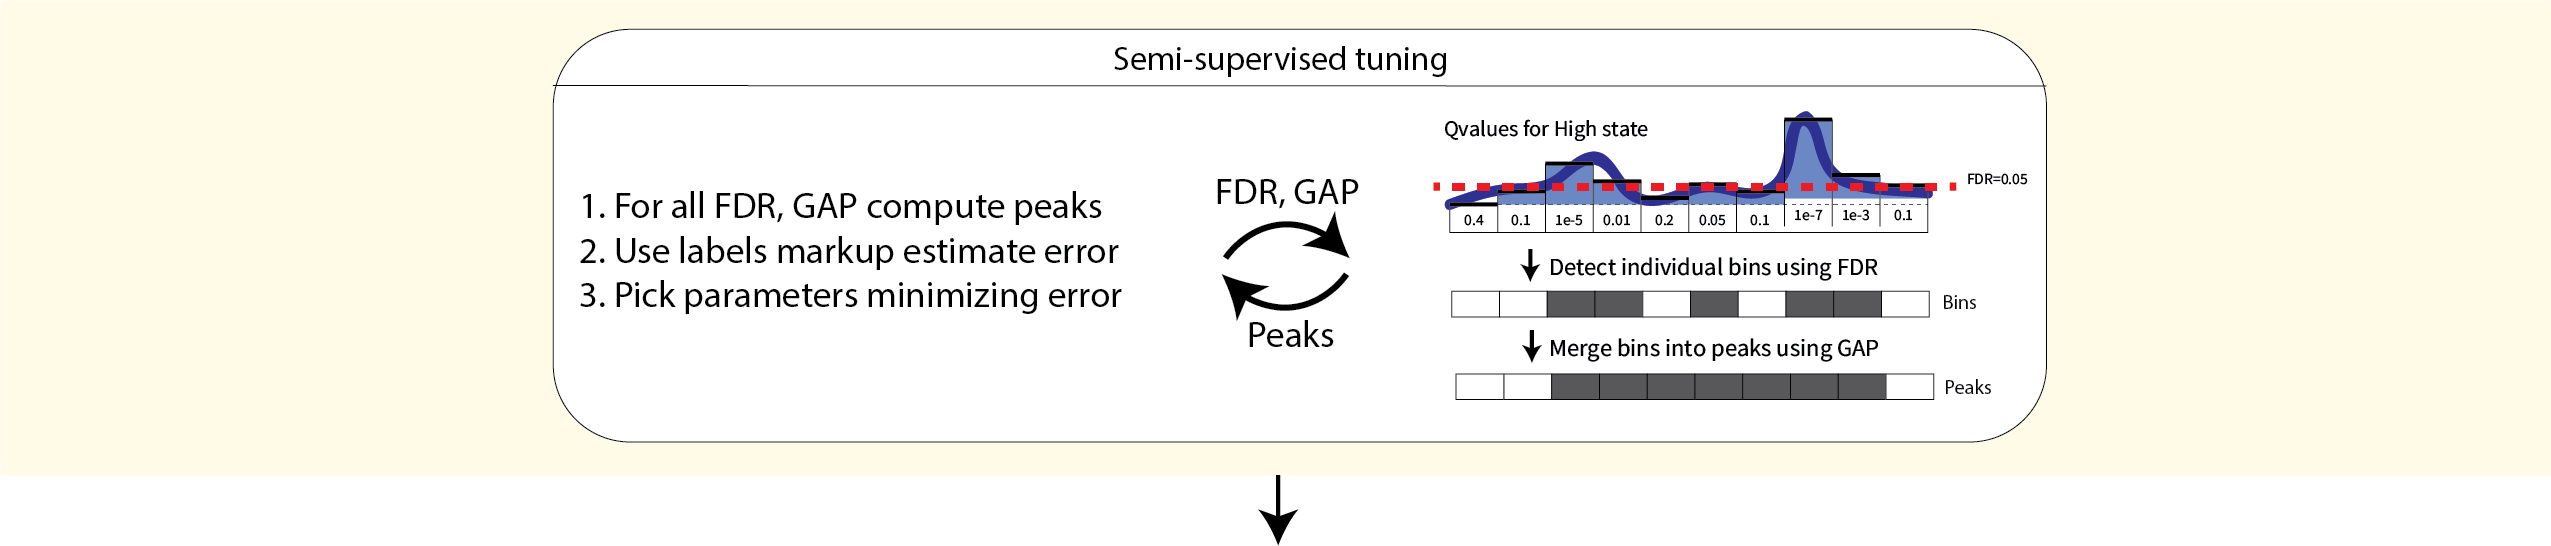 Semi-supervised tuning
1. For all FDR, GAP compute peaks
2. Use labels markup estimate error
3. Pick parameters minimizing error
FDR, GAP
Peaks
Qvalues for High state
FDR=0.05
0.4 0.1 1e-5 0.01 0.2 0.05 0.1 1e-7 1e-3 0.1
Detect individual bins using FDR
Bins
Merge bins into peaks using GAP
Peaks